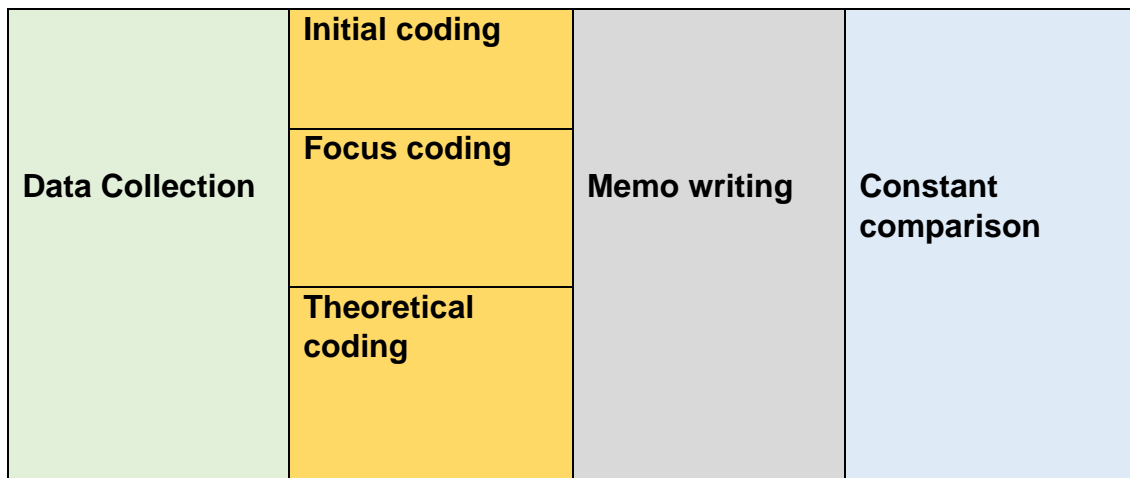 Data Collection
Initial coding
Focus coding
Theoretical
coding
Memo writing
Constant
comparison